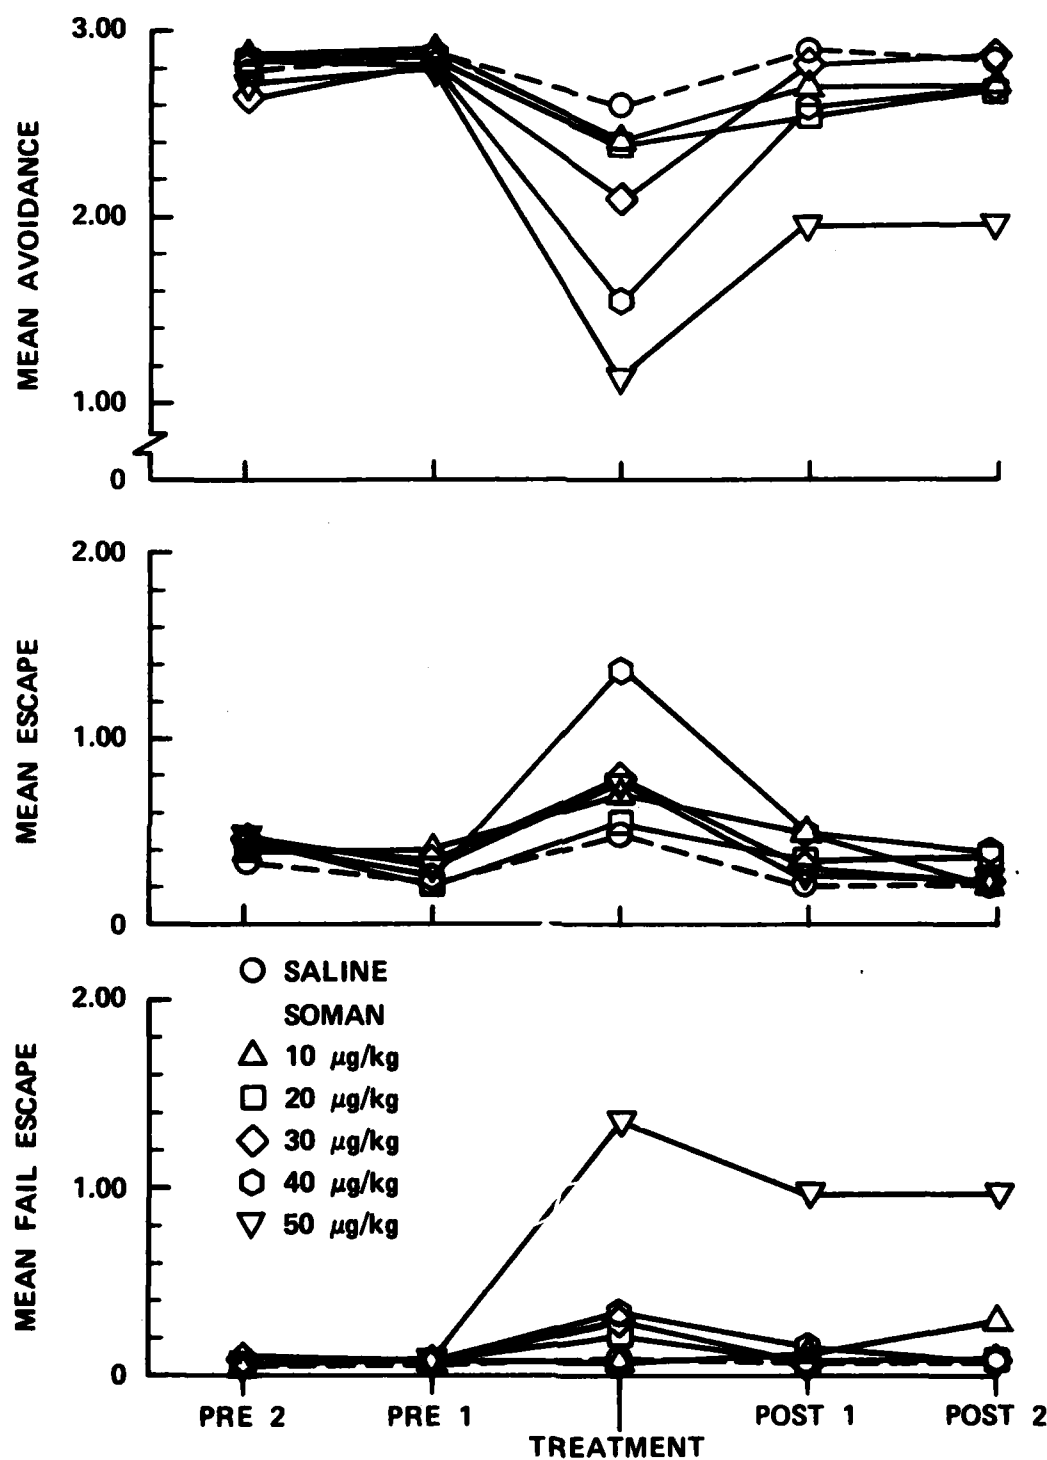 3.00
2.00
1.00
0
MEAN AVOIDANCE
2.00
1.00
0
MEAN ESCAPE
SALINE
SOMAN
10 µg/kg
20 µg/kg
30 µg/kg
40 µg/kg
50 µg/kg
2.00
1.00
0
MEAN FAIL ESCAPE
PRE 2
PRE 1
TREATMENT
POST 1
POST 2